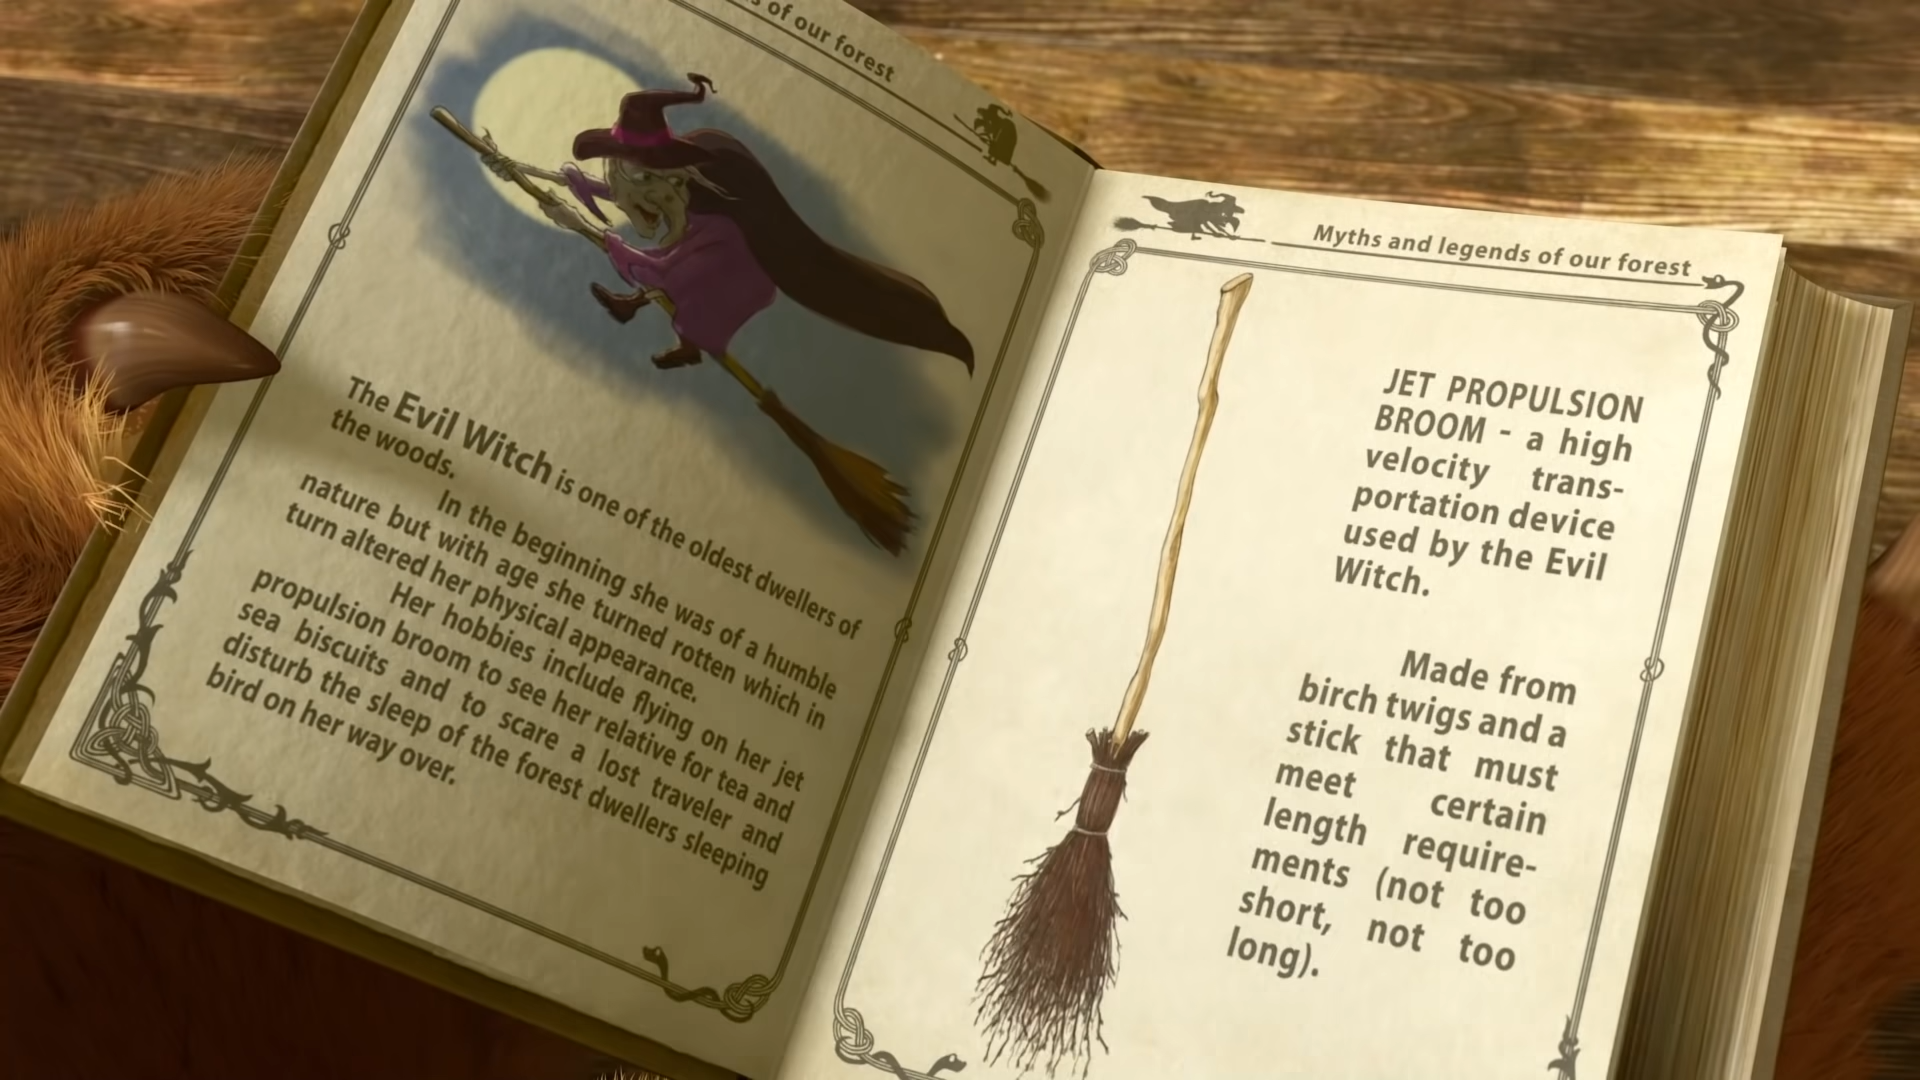 s of our forest
The Evil Witch is one of the oldest dwellers of
the woods.
In the beginning she was of a humble
nature but with age she turned rotten which in
turn altered her physical appearance.
Her hobbies include flying on her jet
propulsion broom to see her relative for tea and
sea biscuits and to scare a lost traveler and
disturb the sleep of the forest dwellers sleeping
bird on her way over.
Myths and legends of our forest
JET PROPULSION
BROOM - a high
velocity trans-
portation device
used by the Evil
Witch.
Made from
birch twigs and a
stick that must
meet certain
length require-
ments (not too
short, not too
long).